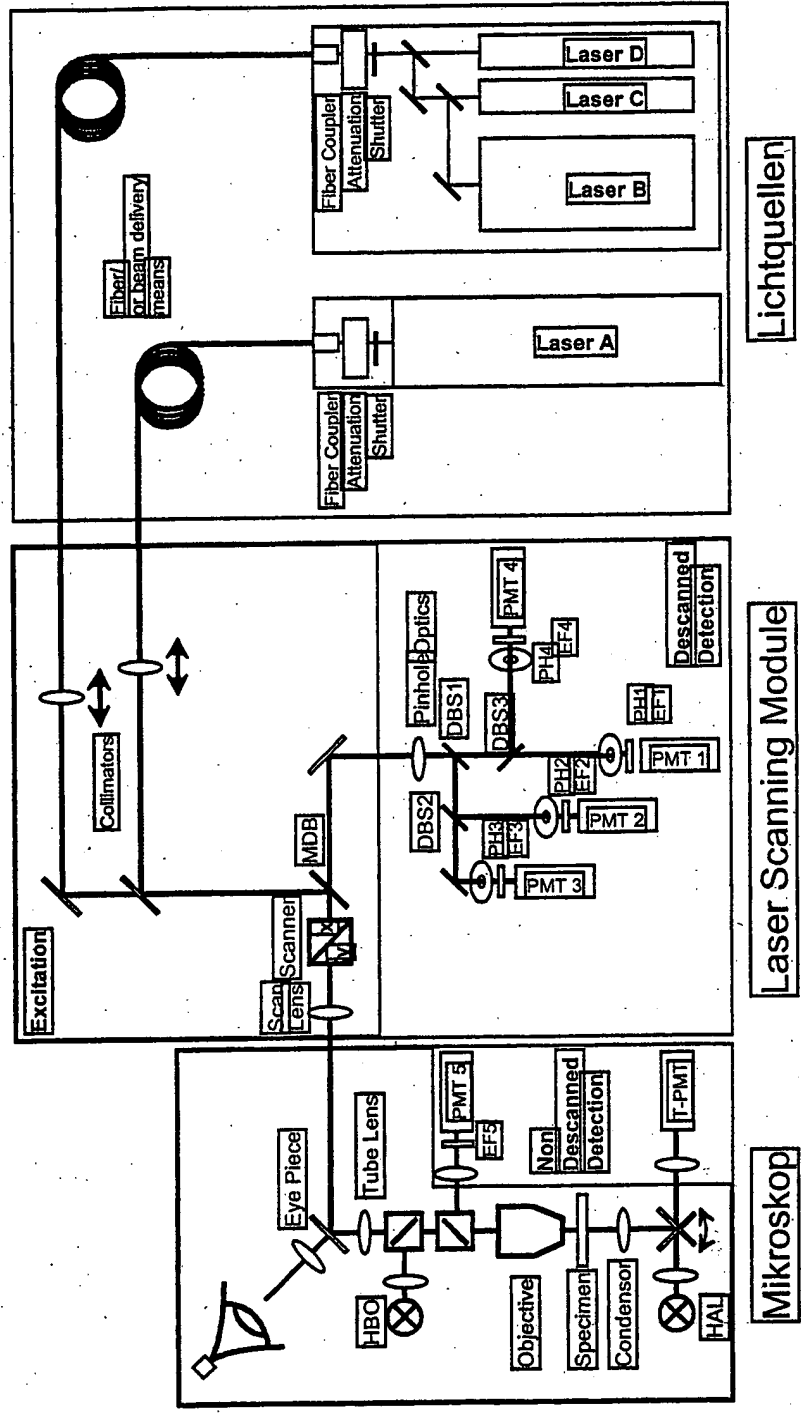 Mikroskop
Eye Piece
Tube Lens
HBO
PMT 5
EF5
Non
Descanned
Detection
Objective
Specimen
Condensor
HAL
T-PMT
Laser Scanning Module
Excitation
Collimators
Scan
Lens
Scanner
Y
X
MDB
PinholeOptics
DBS1
DBS2
DBS3
PH3
EF3
PMT 3
PH2
EF2
PMT 2
PH1
EF1
PMT 1
PH4
EF4
PMT 4
Descanned
Detection
Lichtquellen
Fiber/
or beam delivery
means
Fiber Coupler
Attenuation
Shutter
Laser A
Fiber Coupler
Attenuation
Shutter
Laser B
Laser C
Laser D